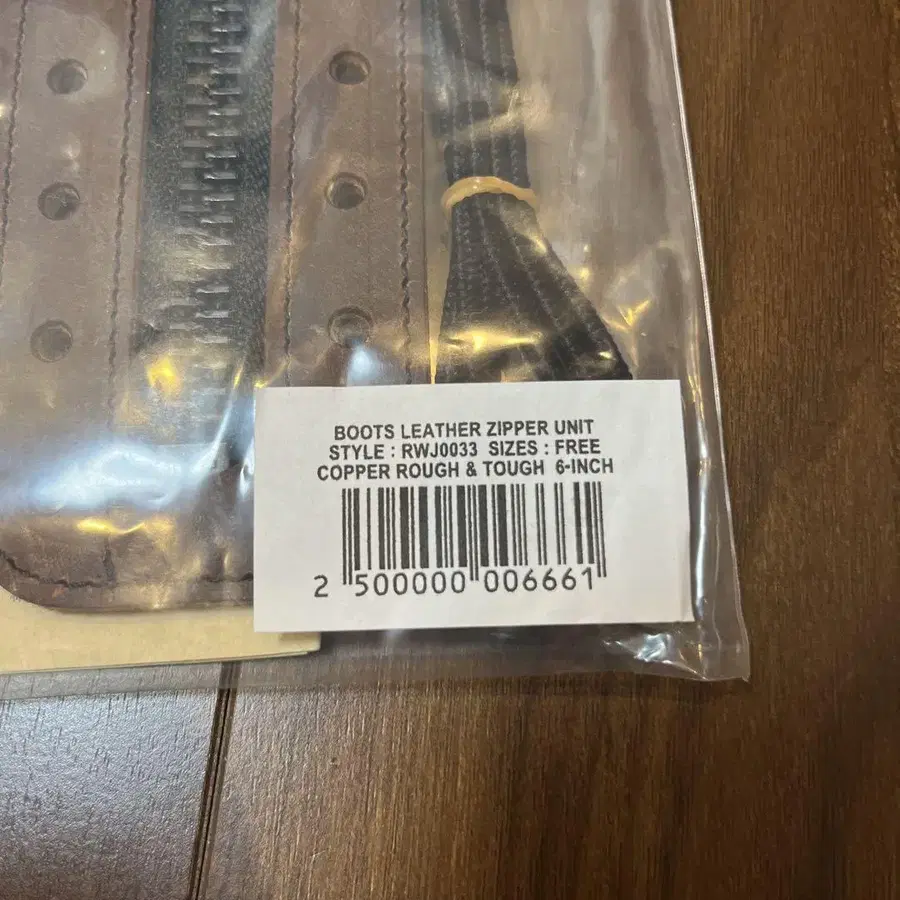 BOOTS LEATHER ZIPPER UNIT
STYLE : RWJ0033 SIZES : FREE
COPPER ROUGH & TOUGH 6-INCH
2 500000 006661